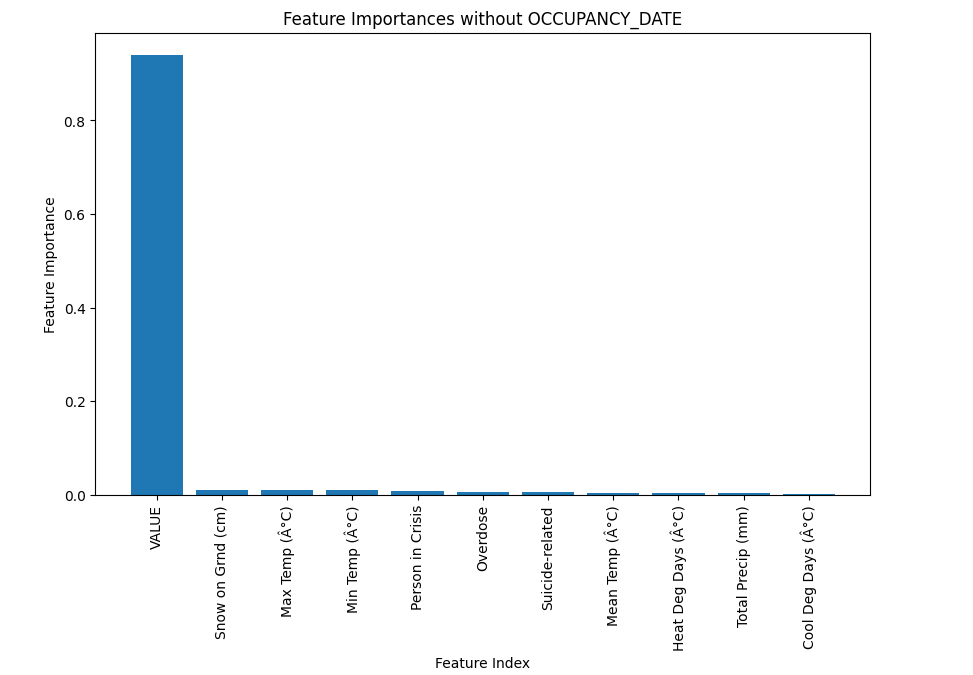 Feature Importances without OCCUPANCY_DATE
Feature Importance
0.8
0.6
0.4
0.2
0.0
VALUE
Snow on Grnd (cm)
Max Temp (Â°C)
Min Temp (Â°C)
Person in Crisis
Overdose
Suicide-related
Mean Temp (Â°C)
Heat Deg Days (Â°C)
Total Precip (mm)
Cool Deg Days (Â°C)
Feature Index